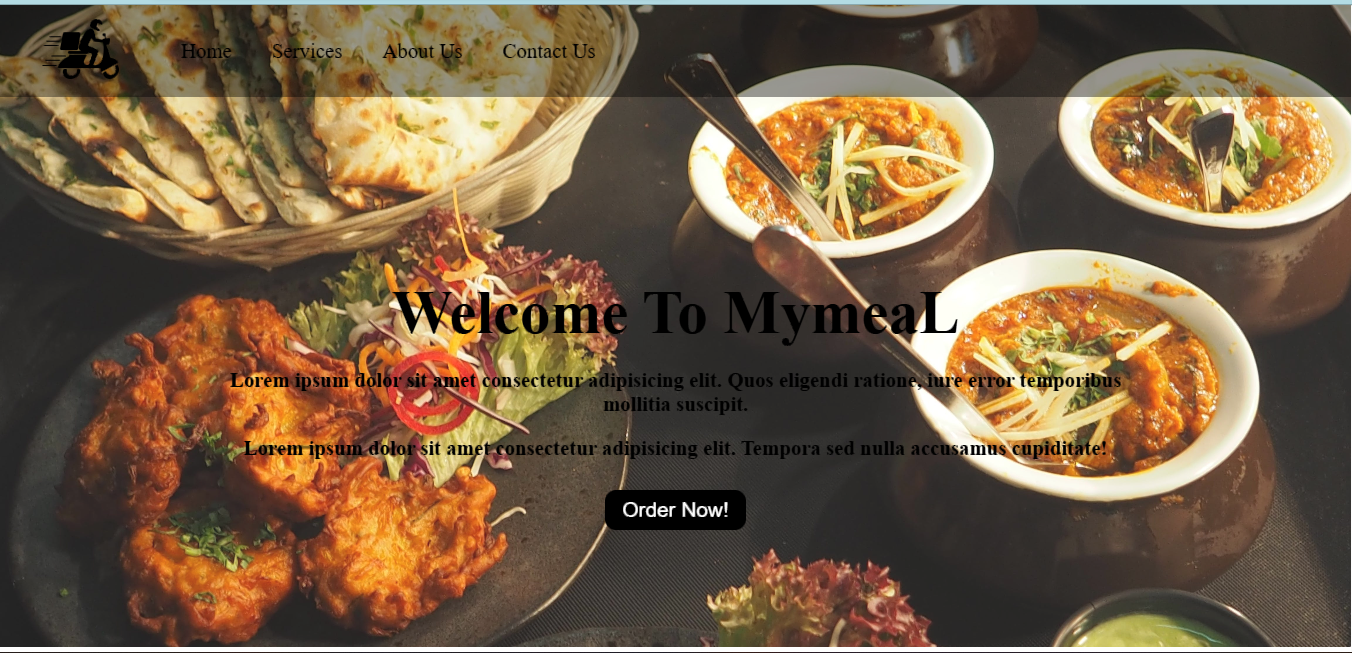 Home Services About Us Contact Us
Welcome To MymeaL
Lorem ipsum dolor sit amet consectetur adipisicing elit. Quos eligendi ratione, iure error temporibus
mollitia suscipit.
Lorem ipsum dolor sit amet consectetur adipisicing elit. Tempora sed nulla accusamus cupiditate!
Order Now!